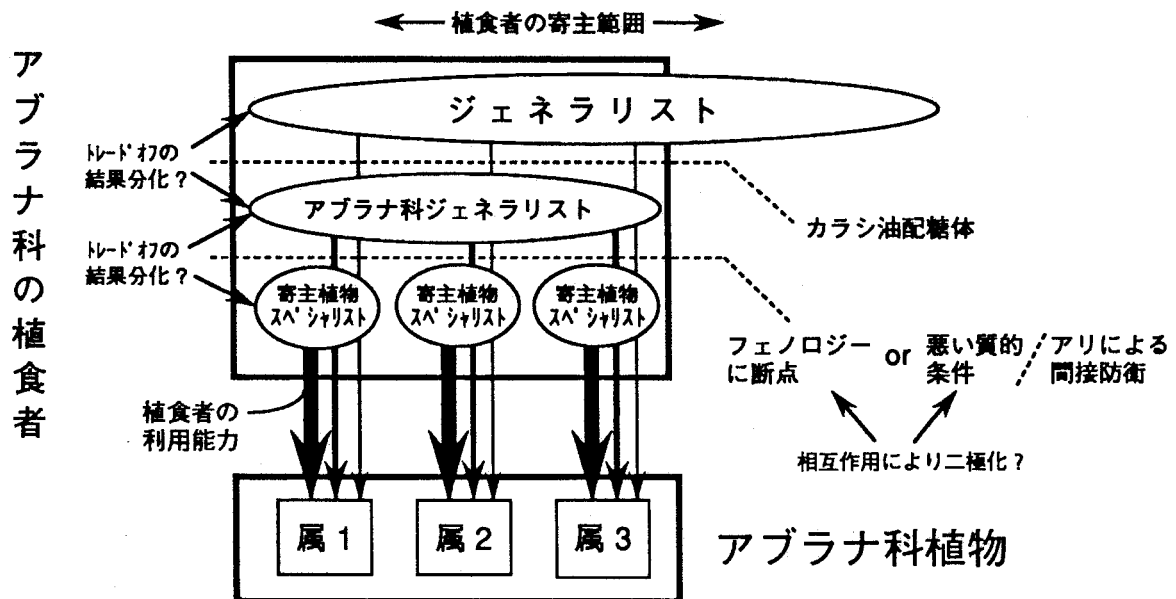 植食者の寄主範囲
アブラナ科の植食者
ジェネラリスト
トレードオフの
結果分化？
アブラナ科ジェネラリスト
カラシ油配糖体
トレードオフの
結果分化？
寄主植物
スペシャリスト
寄主植物
スペシャリスト
寄主植物
スペシャリスト
フェノロジー
に断点
or
悪い質的
条件
/
アリによる
間接防衛
植食者の
利用能力
相互作用により二極化？
属1
属2
属3
アブラナ科植物